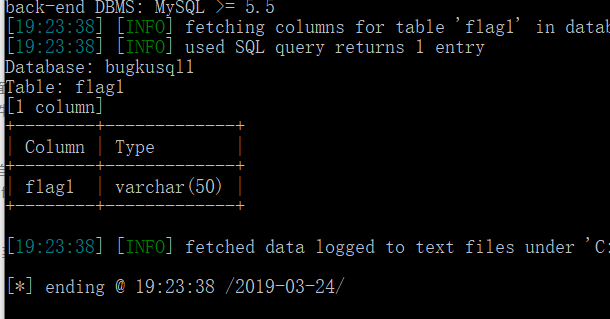 back-end DBMS: MySQL >= 5.5
[19:23:38] [INFO] fetching columns for table 'flag1' in datab
[19:23:38] [INFO] used SQL query returns 1 entry
Database: bugkusql1
Table: flag1
[1 column]
+--------+-------------+
| Column | Type        |
+--------+-------------+
| flag1  | varchar(50) |
+--------+-------------+
[19:23:38] [INFO] fetched data logged to text files under 'C:
[*] ending @ 19:23:38 /2019-03-24/